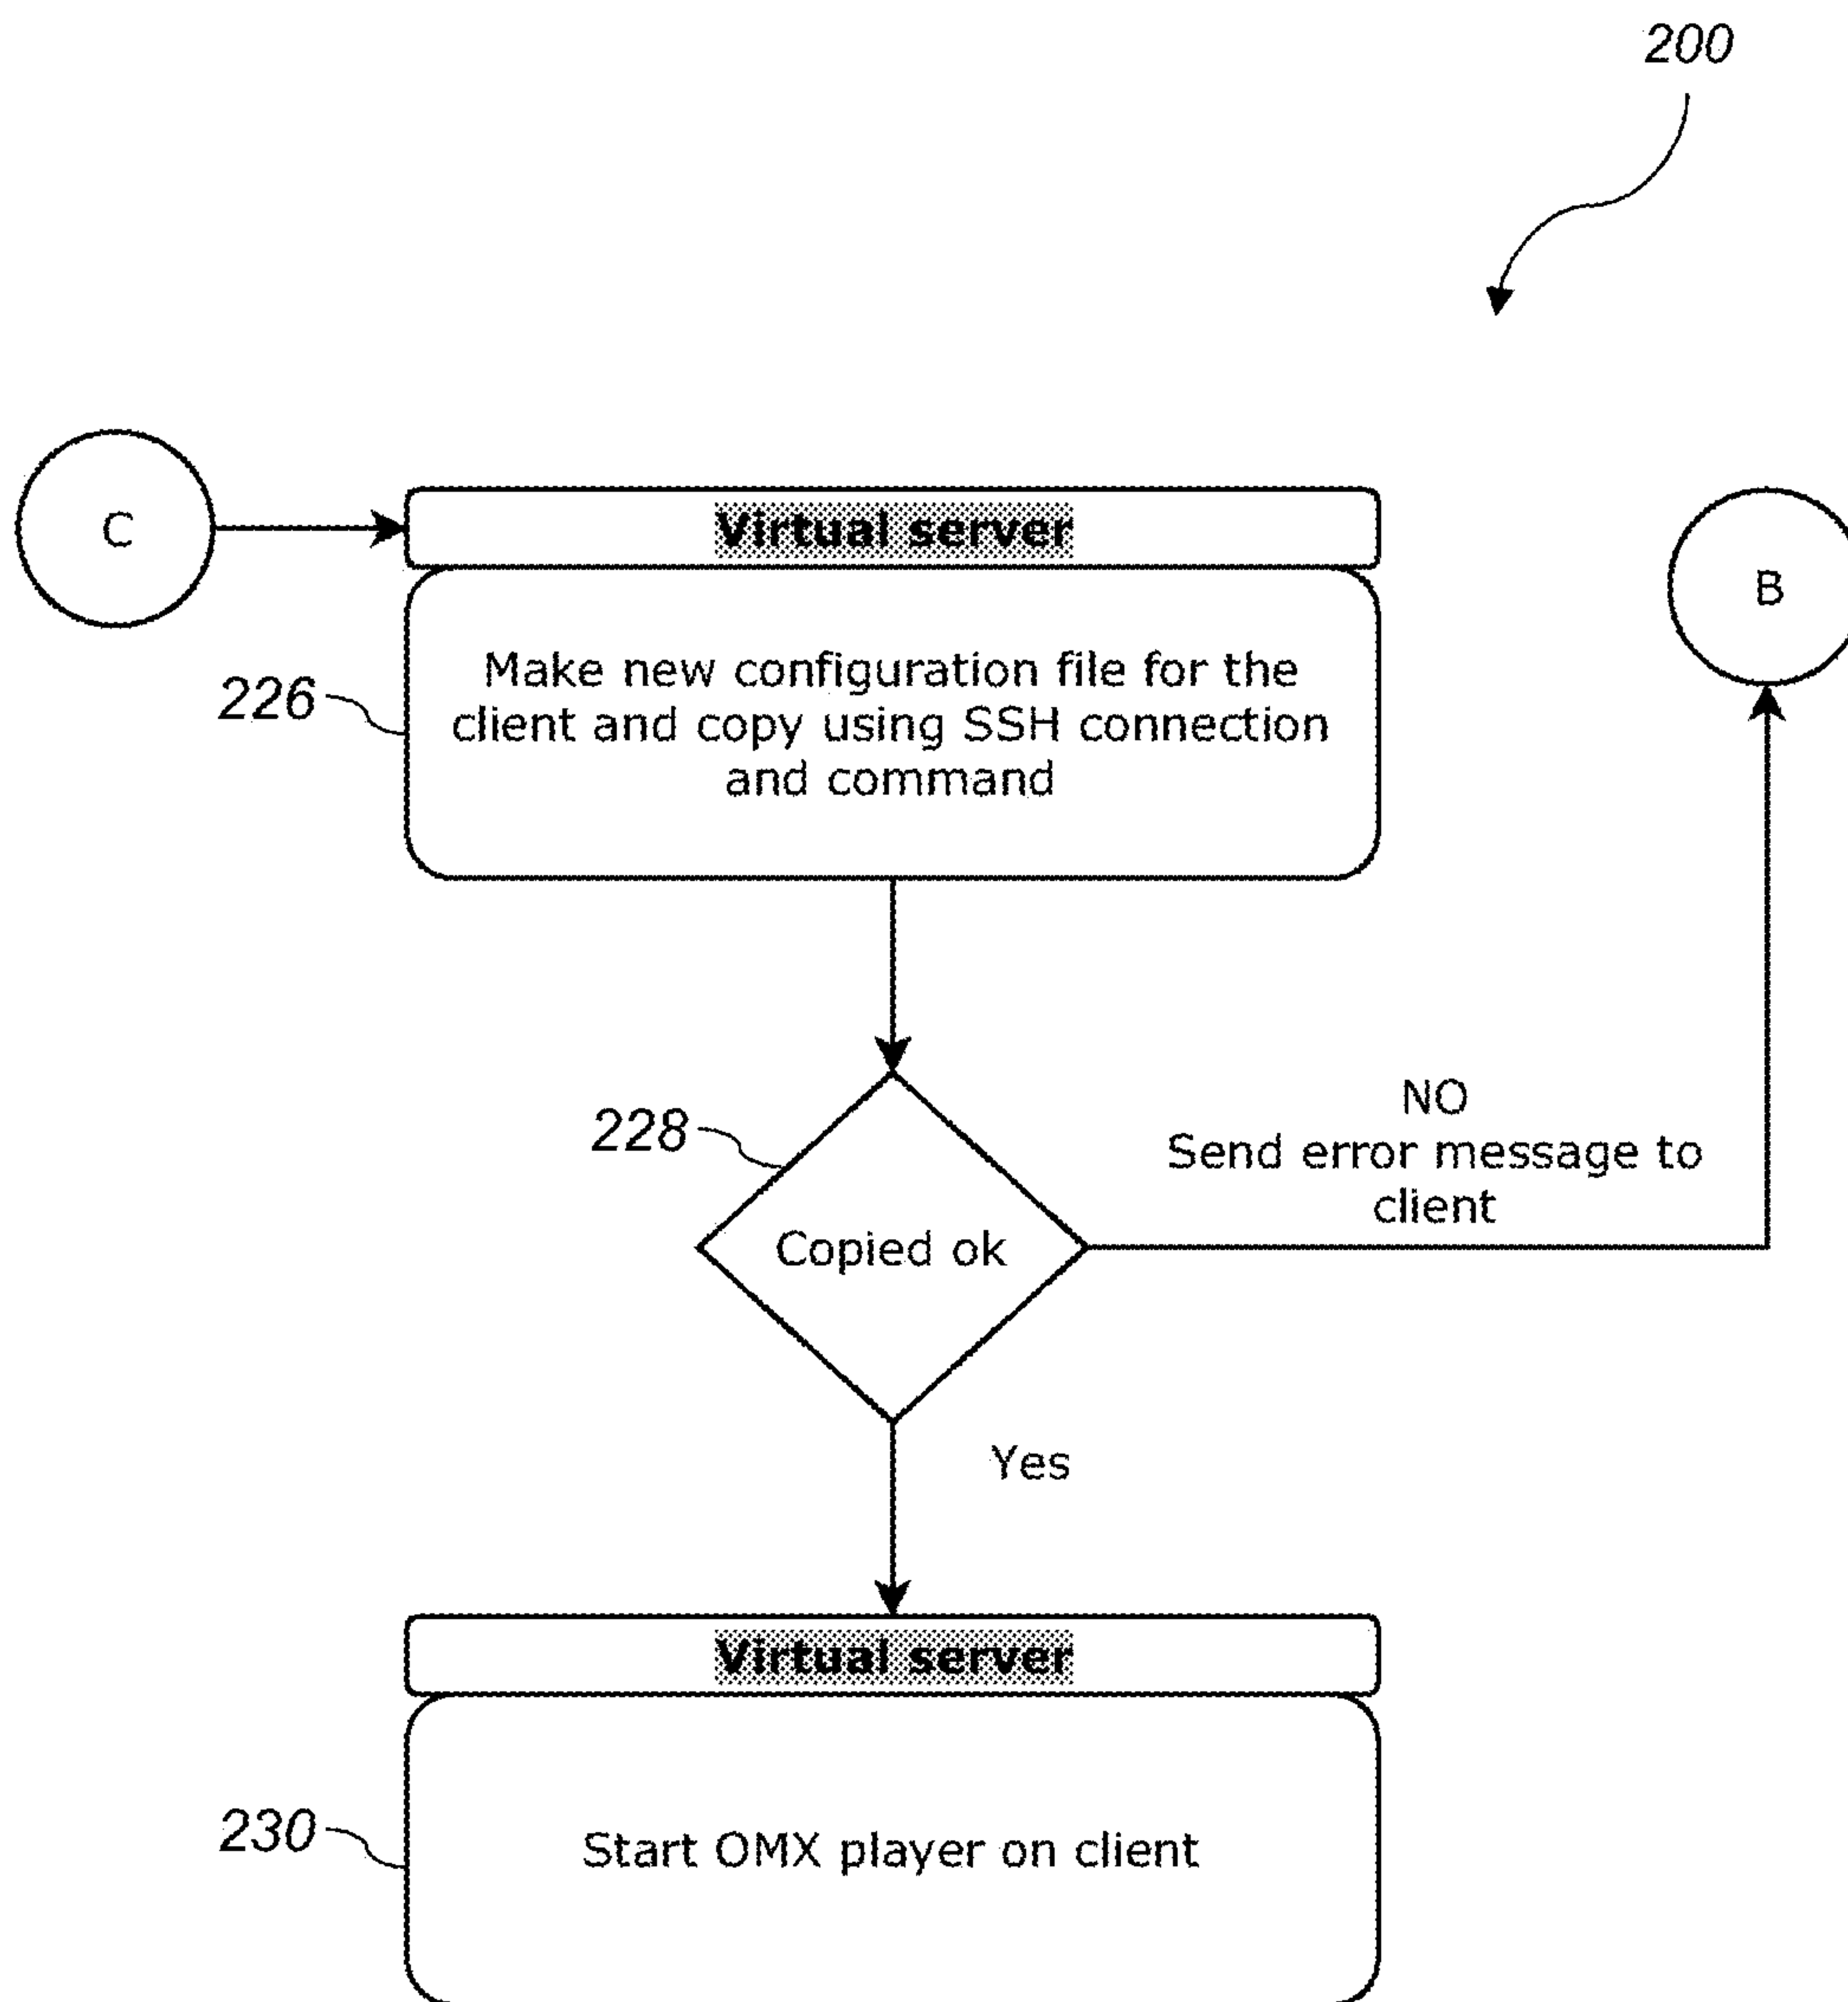 200
C
Virtual server
B
226
Make new configuration file for the
client and copy using SSH connection
and command
228
Copied ok
NO
Send error message to
client
Yes
Virtual server
230
Start OMX player on client